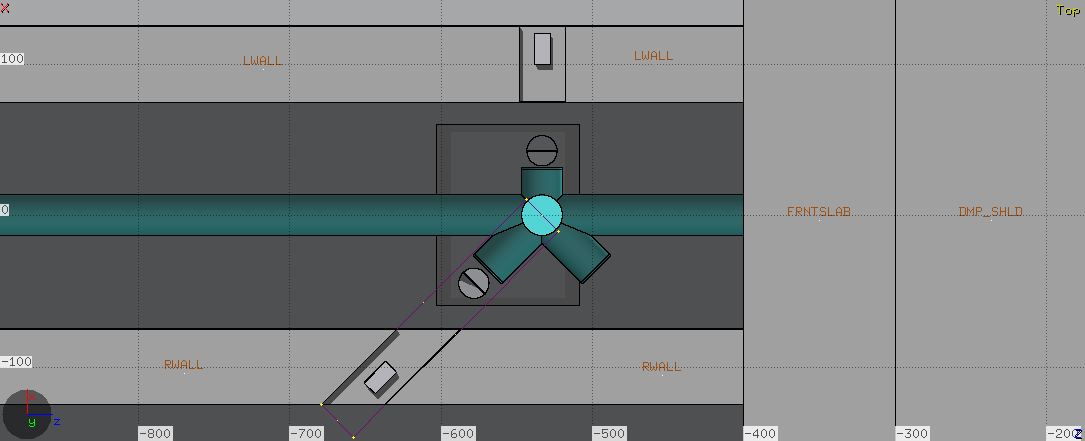 X
Top
100
LWALL
LWALL
0
FRNTSLAB
DMP_SHLD
-100
RWALL
RWALL
y
z
-800
-700
-600
-500
-400
-300
-200